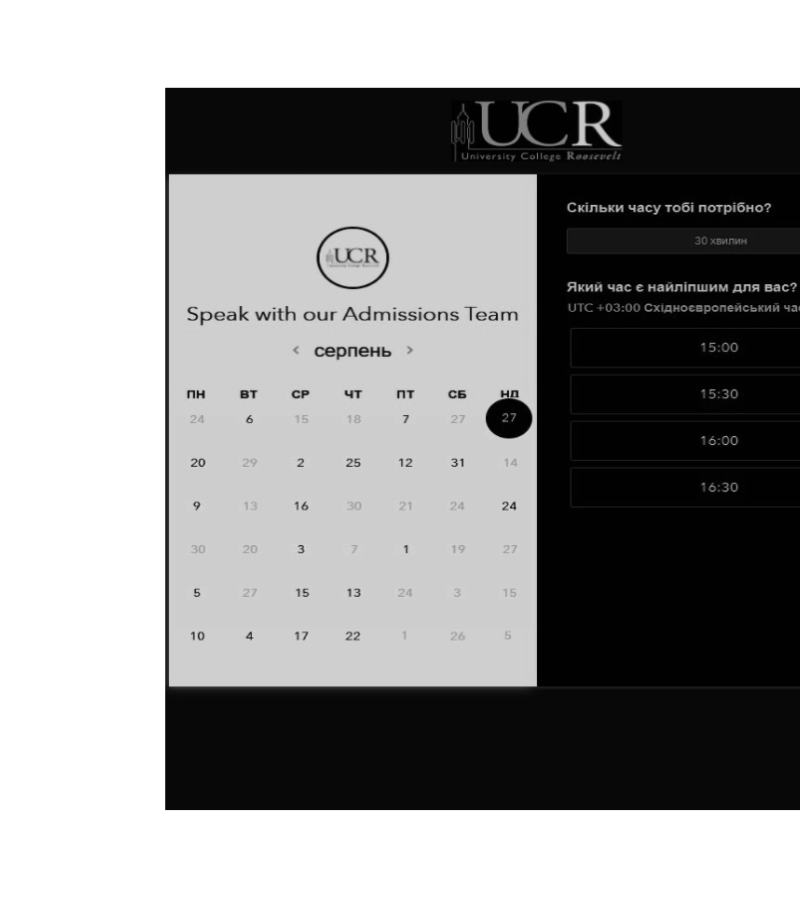 UCR
University College Roosevelt
UCR
Speak with our Admissions Team
< серпень >
ПН ВТ СР ЧТ ПТ СБ НД
24 6 15 18 7 27 27
20 29 2 25 12 31 14
9 13 16 30 21 24 24
30 20 3 7 1 19 27
5 27 15 13 24 3 15
10 4 17 22 1 26 5
Скільки часу тобі потрібно?
30 хвилин
Який час є найліпшим для вас?
UTC +03:00 Східноєвропейський
15:00
15:30
16:00
16:30